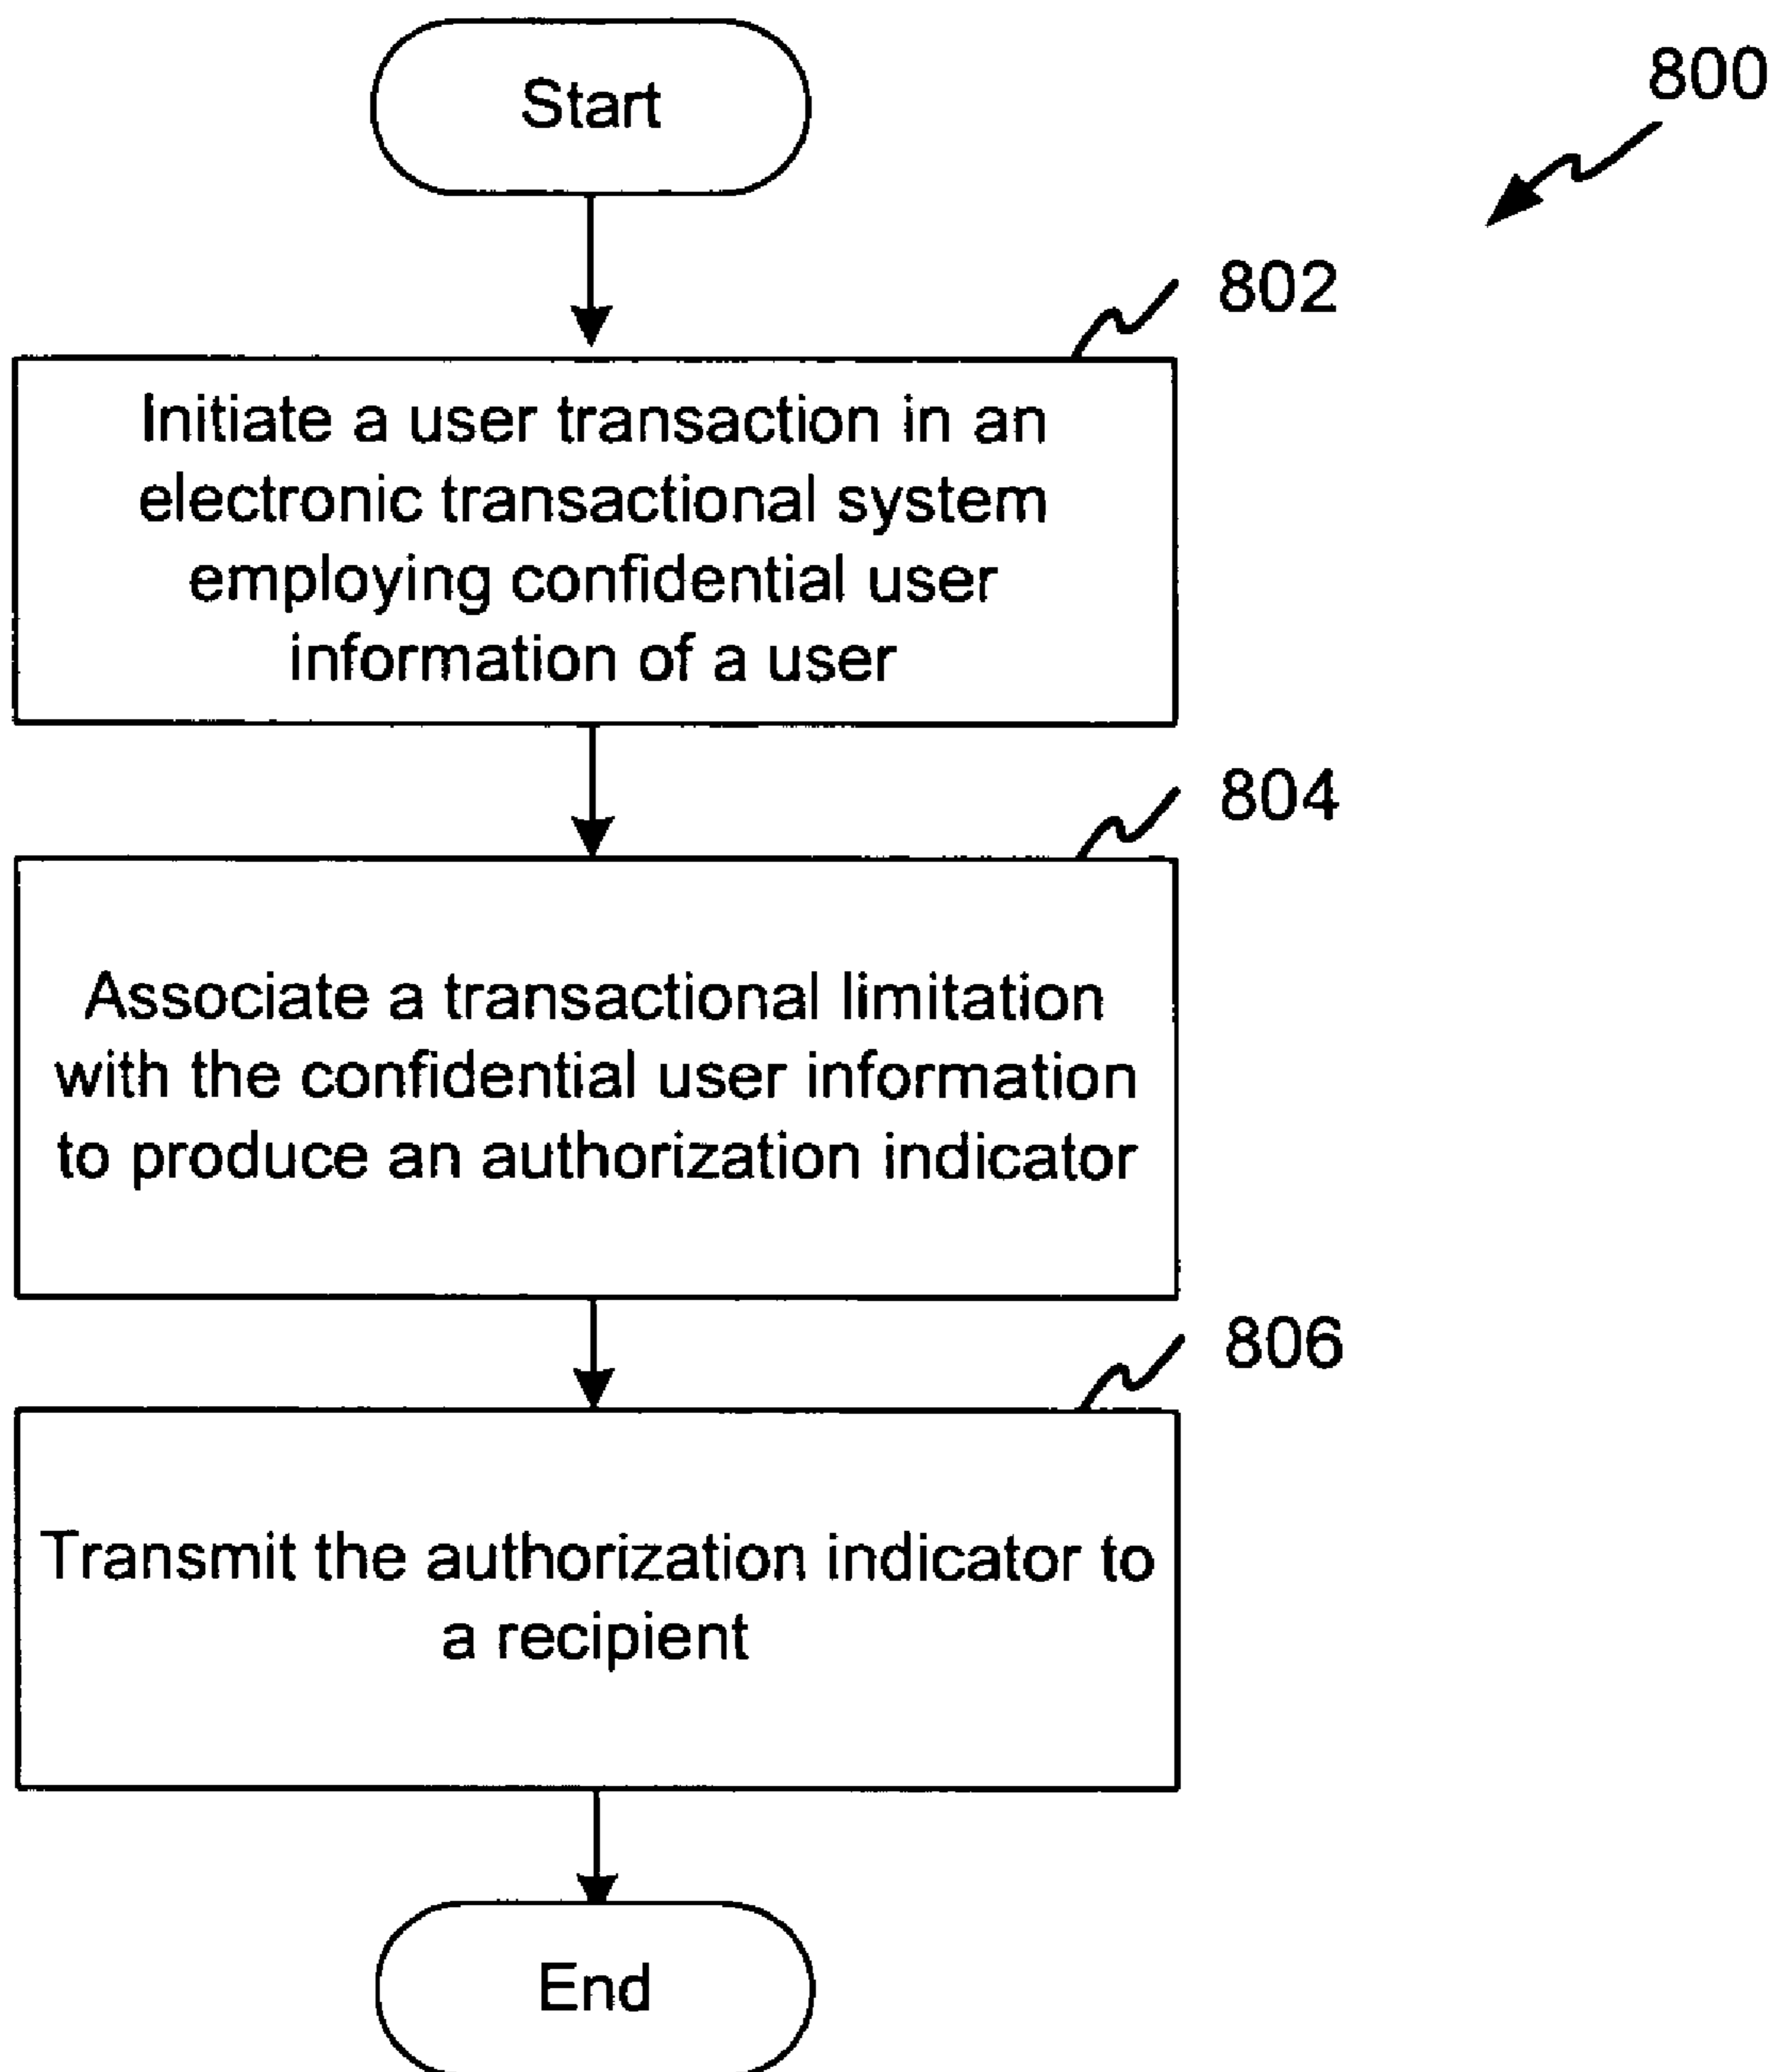 Start
800
802
Initiate a user transaction in an
electronic transactional system
employing confidential user
information of a user
804
Associate a transactional limitation
with the confidential user information
to produce an authorization indicator
806
Transmit the authorization indicator to
a recipient
End